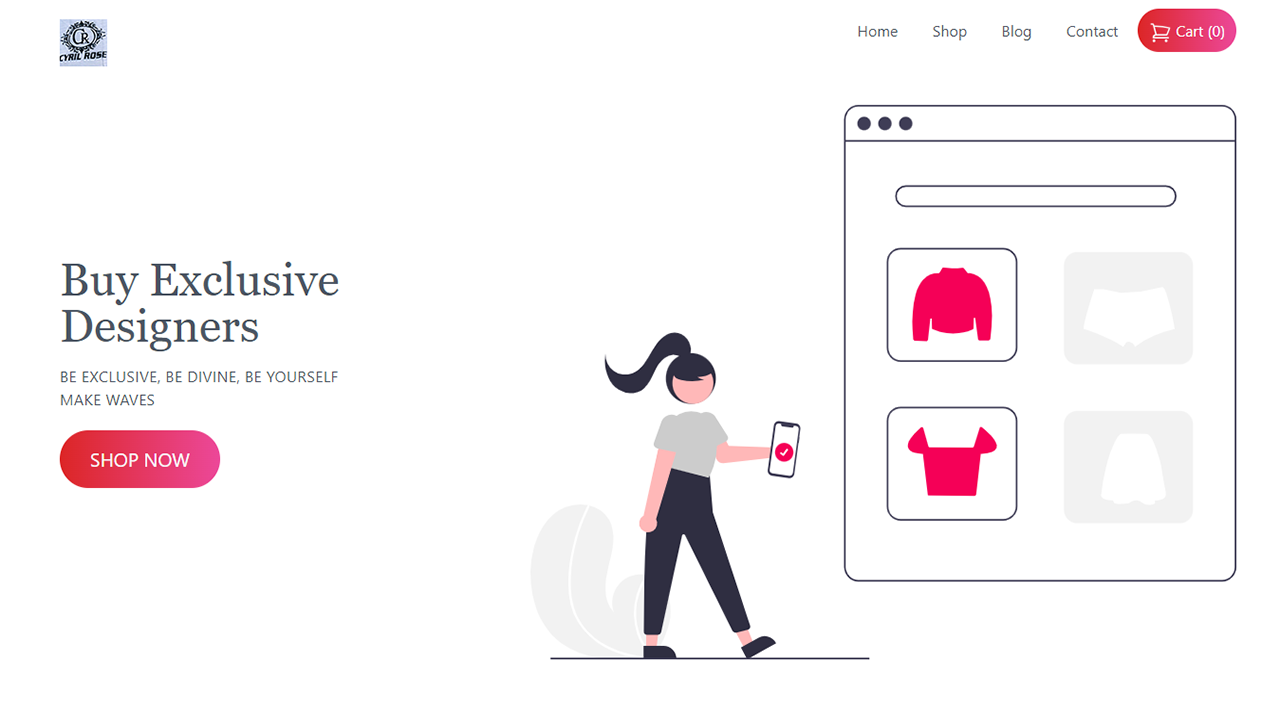 CR
CYRIL ROSE
Home Shop Blog Contact Cart (0)
Buy Exclusive
Designers
BE EXCLUSIVE, BE DIVINE, BE YOURSELF
MAKE WAVES
SHOP NOW